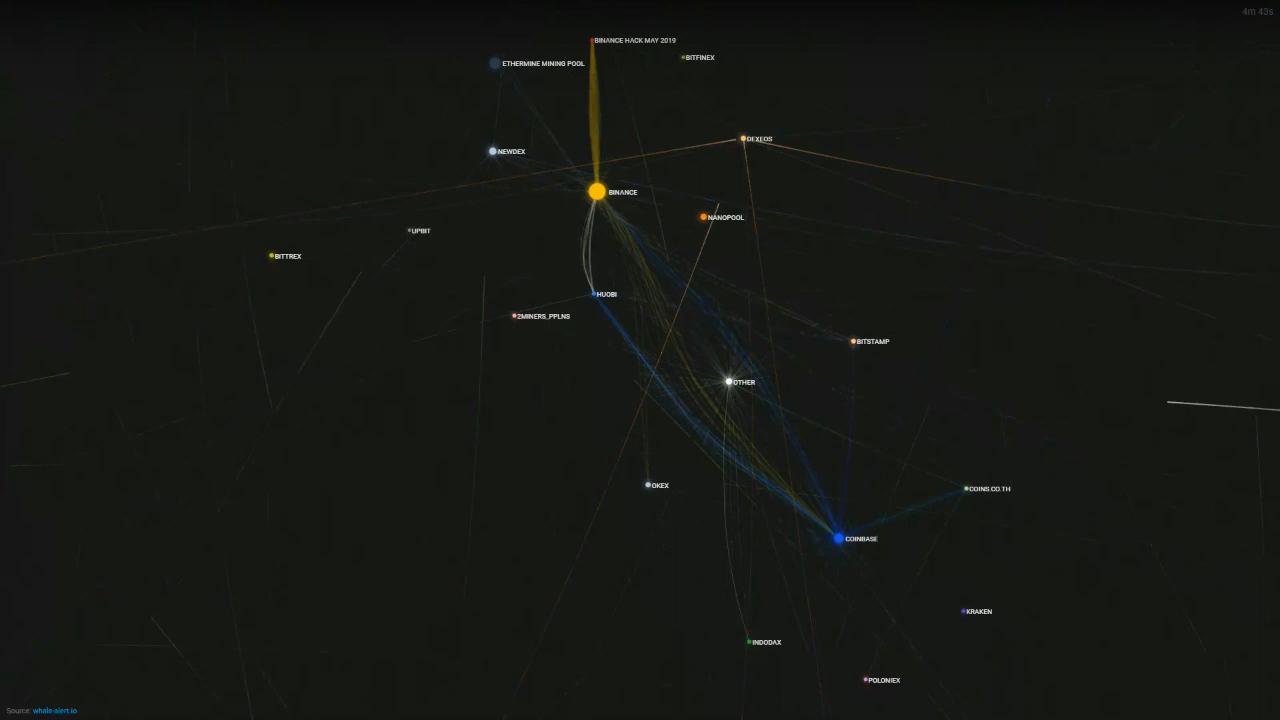 4m 43s
BINANCE HACK MAY 2019
BITFINEX
ETHERMINE MINING POOL
DEXEOS
NEWDEX
BINANCE
NANOPOOL
UPBIT
BITTREX
HUOBI
2MINERS_PPLNS
BITSTAMP
OTHER
OKEX
COINS.CO.TH
COINBASE
KRAKEN
INDODAX
POLONIEX
Source: whale-alert.io